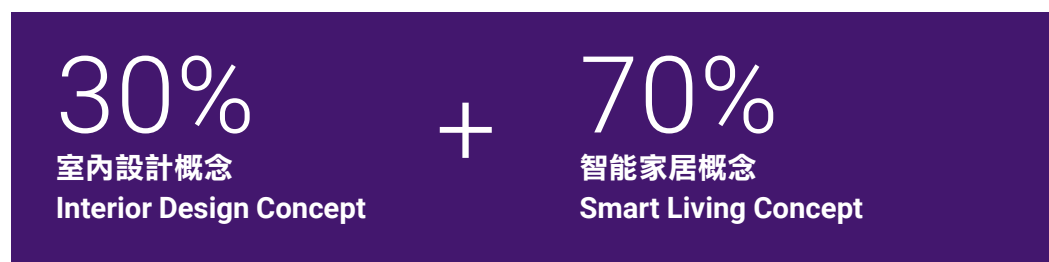 30%
室內設計概念
Interior Design Concept
+
70%
智能家居概念
Smart Living Concept